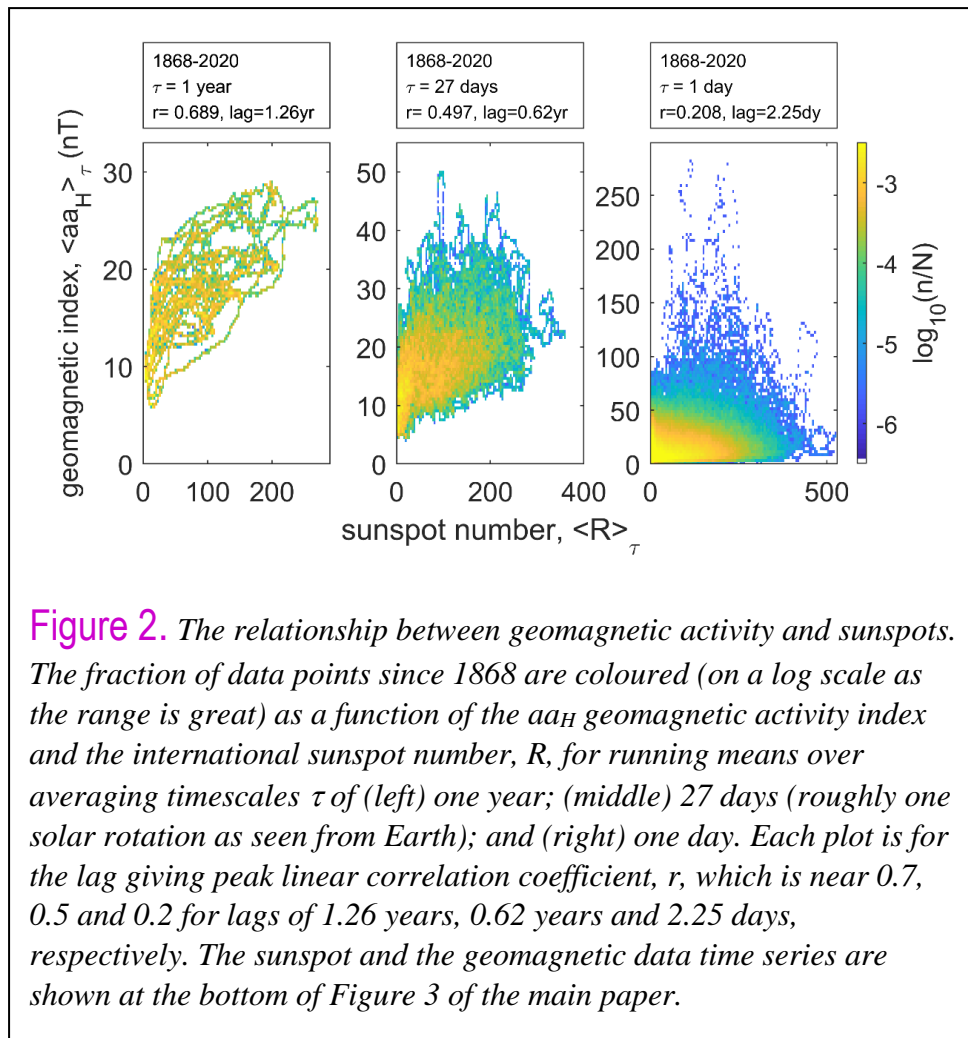 1868-2020
τ = 1 year
r= 0.689, lag=1.26yr
1868-2020
τ = 27 days
r= 0.497, lag=0.62yr
1868-2020
τ = 1 day
r=0.208, lag=2.25dy
geomagnetic index, <aa_H>_τ (nT)
30
20
10
0
0
100
200
50
40
30
20
10
0
0
200
400
250
200
150
100
50
0
0
500
-3
-4
-5
-6
log₁₀(n/N)
sunspot number, <R>_τ
Figure 2. The relationship between geomagnetic activity and sunspots.
The fraction of data points since 1868 are coloured (on a log scale as
the range is great) as a function of the aa_H geomagnetic activity index
and the international sunspot number, R, for running means over
averaging timescales τ of (left) one year; (middle) 27 days (roughly one
solar rotation as seen from Earth); and (right) one day. Each plot is for
the lag giving peak linear correlation coefficient, r, which is near 0.7,
0.5 and 0.2 for lags of 1.26 years, 0.62 years and 2.25 days,
respectively. The sunspot and the geomagnetic data time series are
shown at the bottom of Figure 3 of the main paper.